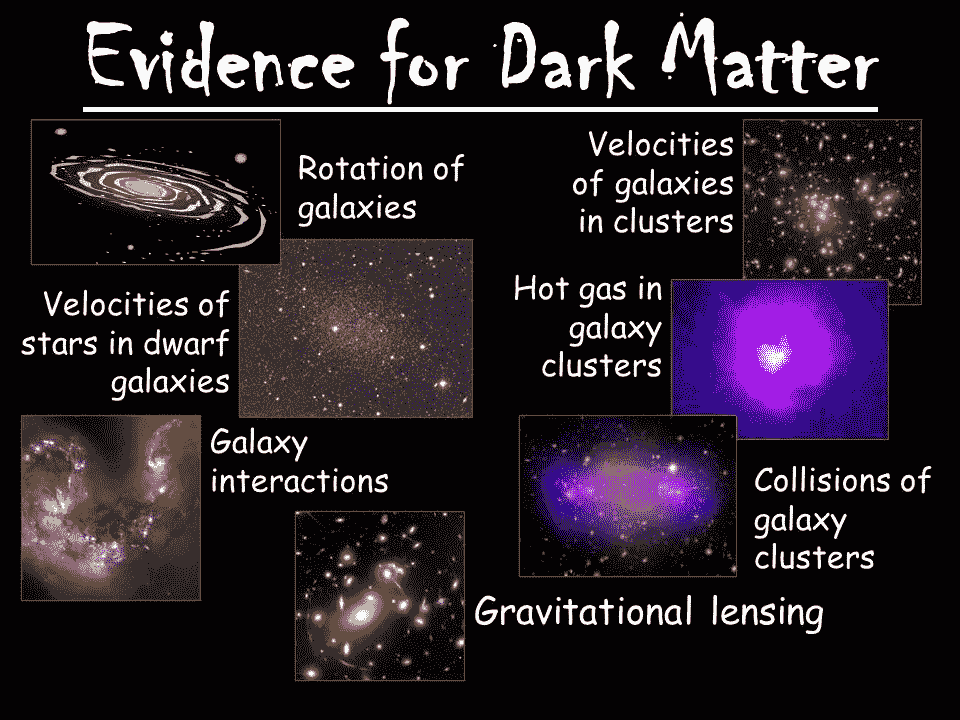 Evidence for Dark Matter
Rotation of
galaxies
Velocities
of galaxies
in clusters
Velocities of
stars in dwarf
galaxies
Hot gas in
galaxy
clusters
Galaxy
interactions
Collisions of
galaxy
clusters
Gravitational lensing